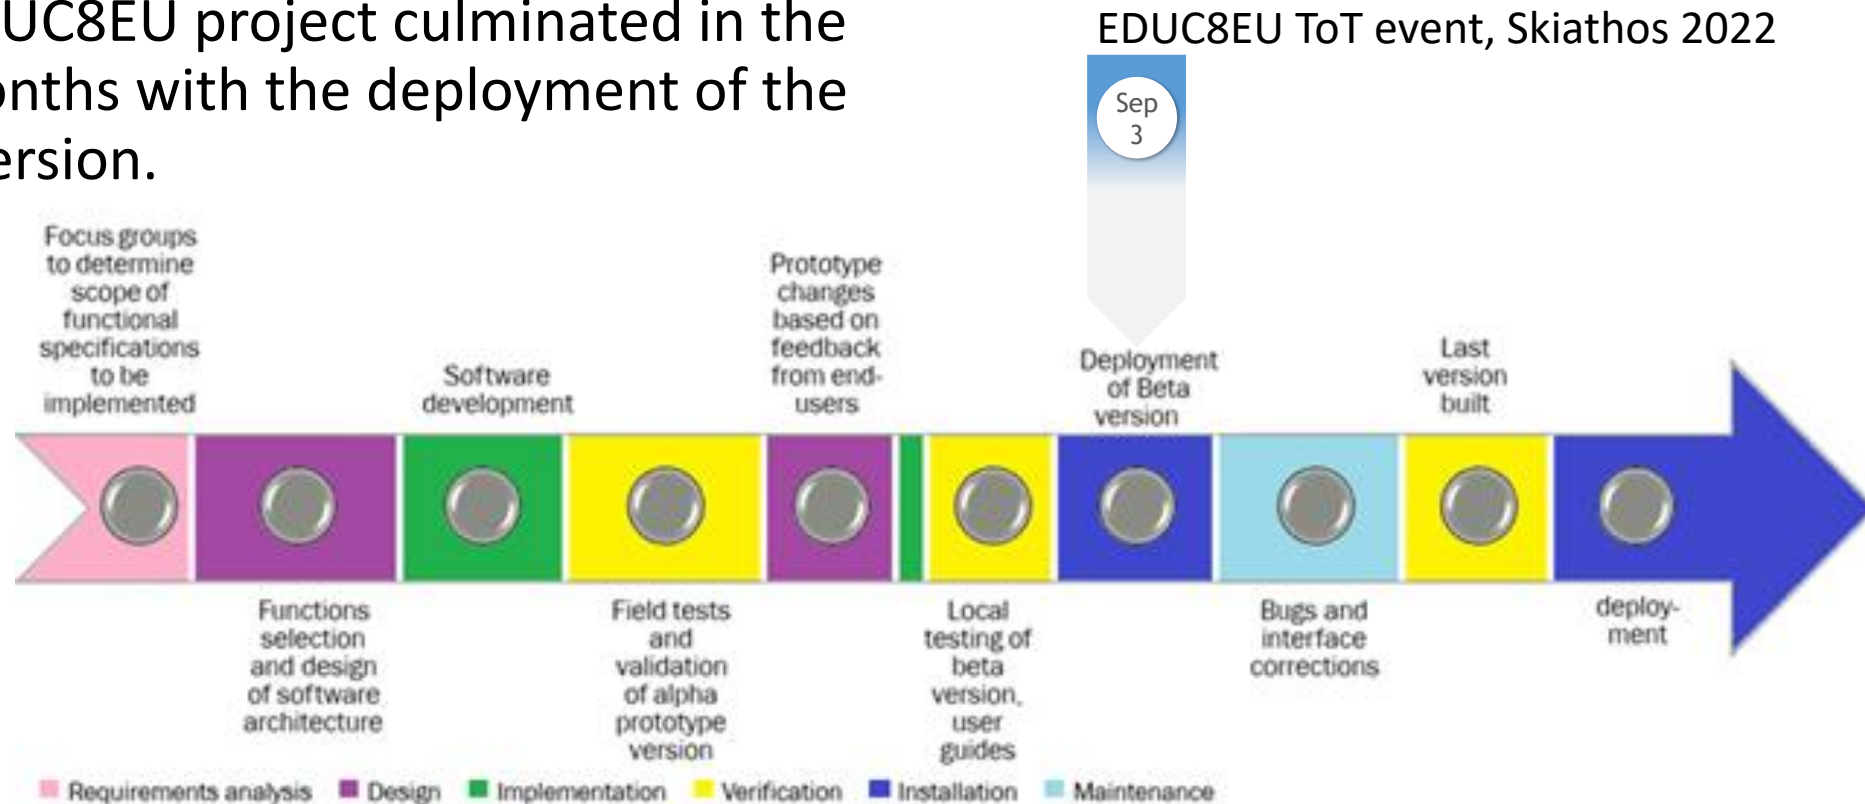 UC8EU project culminated in the
onths with the deployment of the
ersion.
EDUC8EU ToT event, Skiathos 2022
Sep
3
Focus groups
to determine
scope of
functional
specifications
to be
implemented
Software
development
Prototype
changes
based on
feedback
from end-
users
Deployment
of Beta
version
Last
version
built
Functions
selection
and design
of software
architecture
Field tests
and
validation
of alpha
prototype
version
Local
testing of
beta
version,
user
guides
Bugs and
interface
corrections
deploy-
ment
Requirements analysis Design Implementation Verification Installation Maintenance